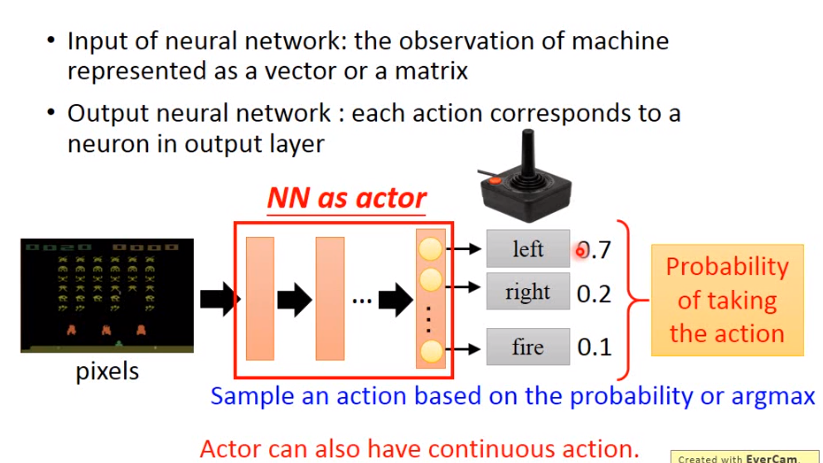 • Input of neural network: the observation of machine
represented as a vector or a matrix
• Output neural network : each action corresponds to a
neuron in output layer
NN as actor
0020 0000
left 0.7
right 0.2
...
fire 0.1
Probability
of taking
the action
pixels
Sample an action based on the probability or argmax
Actor can also have continuous action.
Created with EverCam.